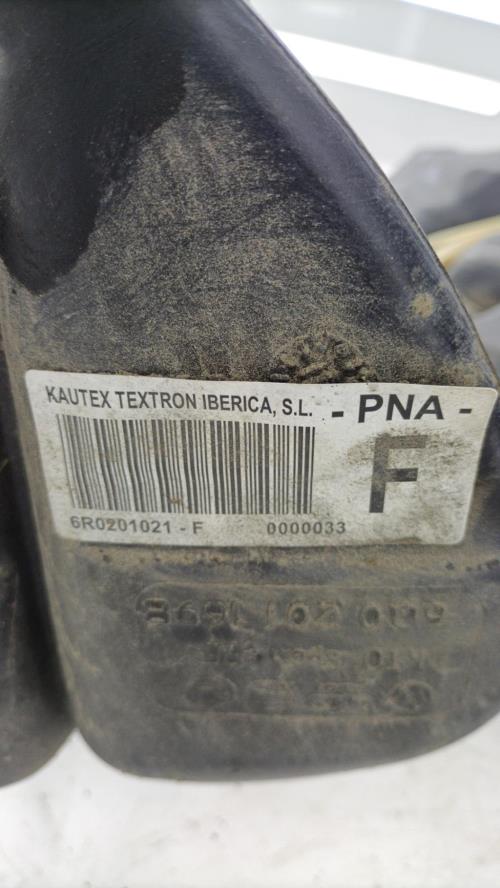 KAUTEX TEXTRON IBERICA, S.L.
- PNA -
F
6R0201021 - F 0000033